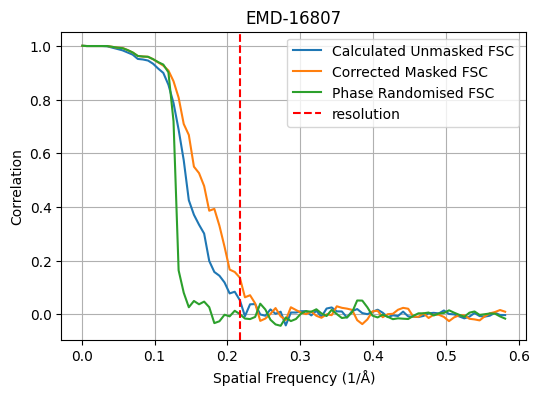 EMD-16807
Calculated Unmasked FSC
Corrected Masked FSC
Phase Randomised FSC
resolution
Correlation
1.0
0.8
0.6
0.4
0.2
0.0
0.0 0.1 0.2 0.3 0.4 0.5 0.6
Spatial Frequency (1/Å)